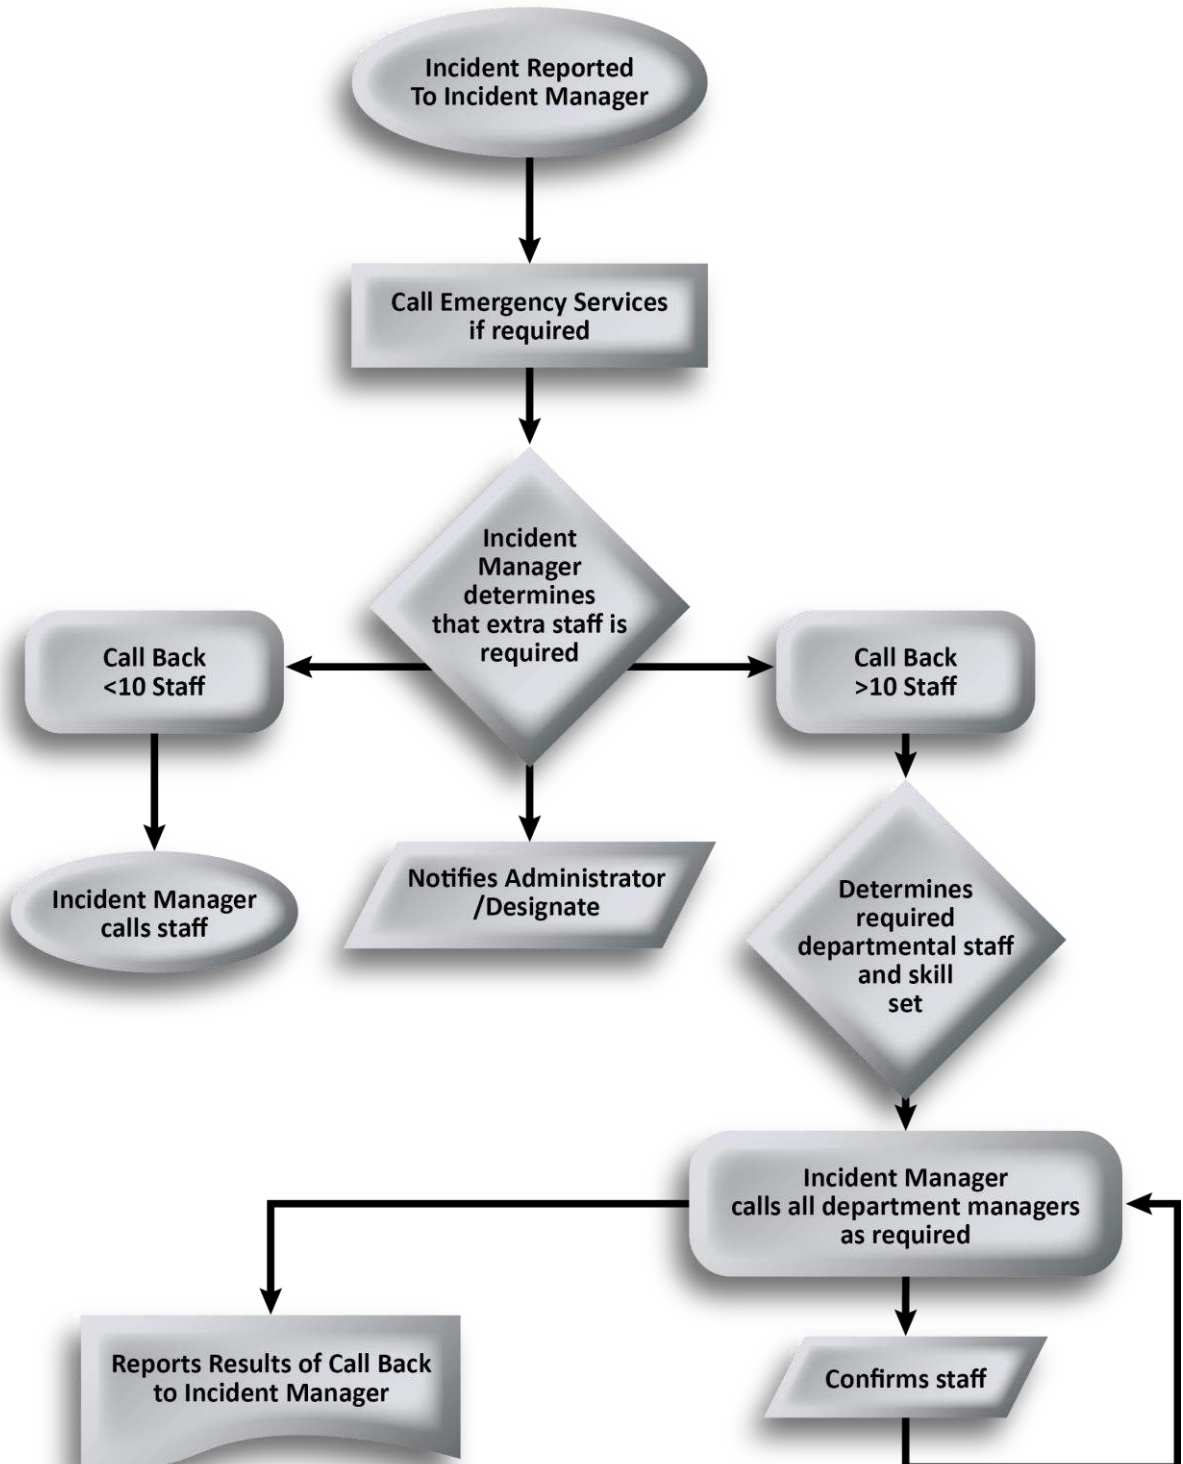 Incident Reported
To Incident Manager
Call Emergency Services
if required
Incident
Manager
determines
that extra staff is
required
Call Back
<10 Staff
Call Back
>10 Staff
Incident Manager
calls staff
Notifies Administrator
/Designate
Determines
required
departmental staff
and skill
set
Incident Manager
calls all department managers
as required
Reports Results of Call Back
to Incident Manager
Confirms staff